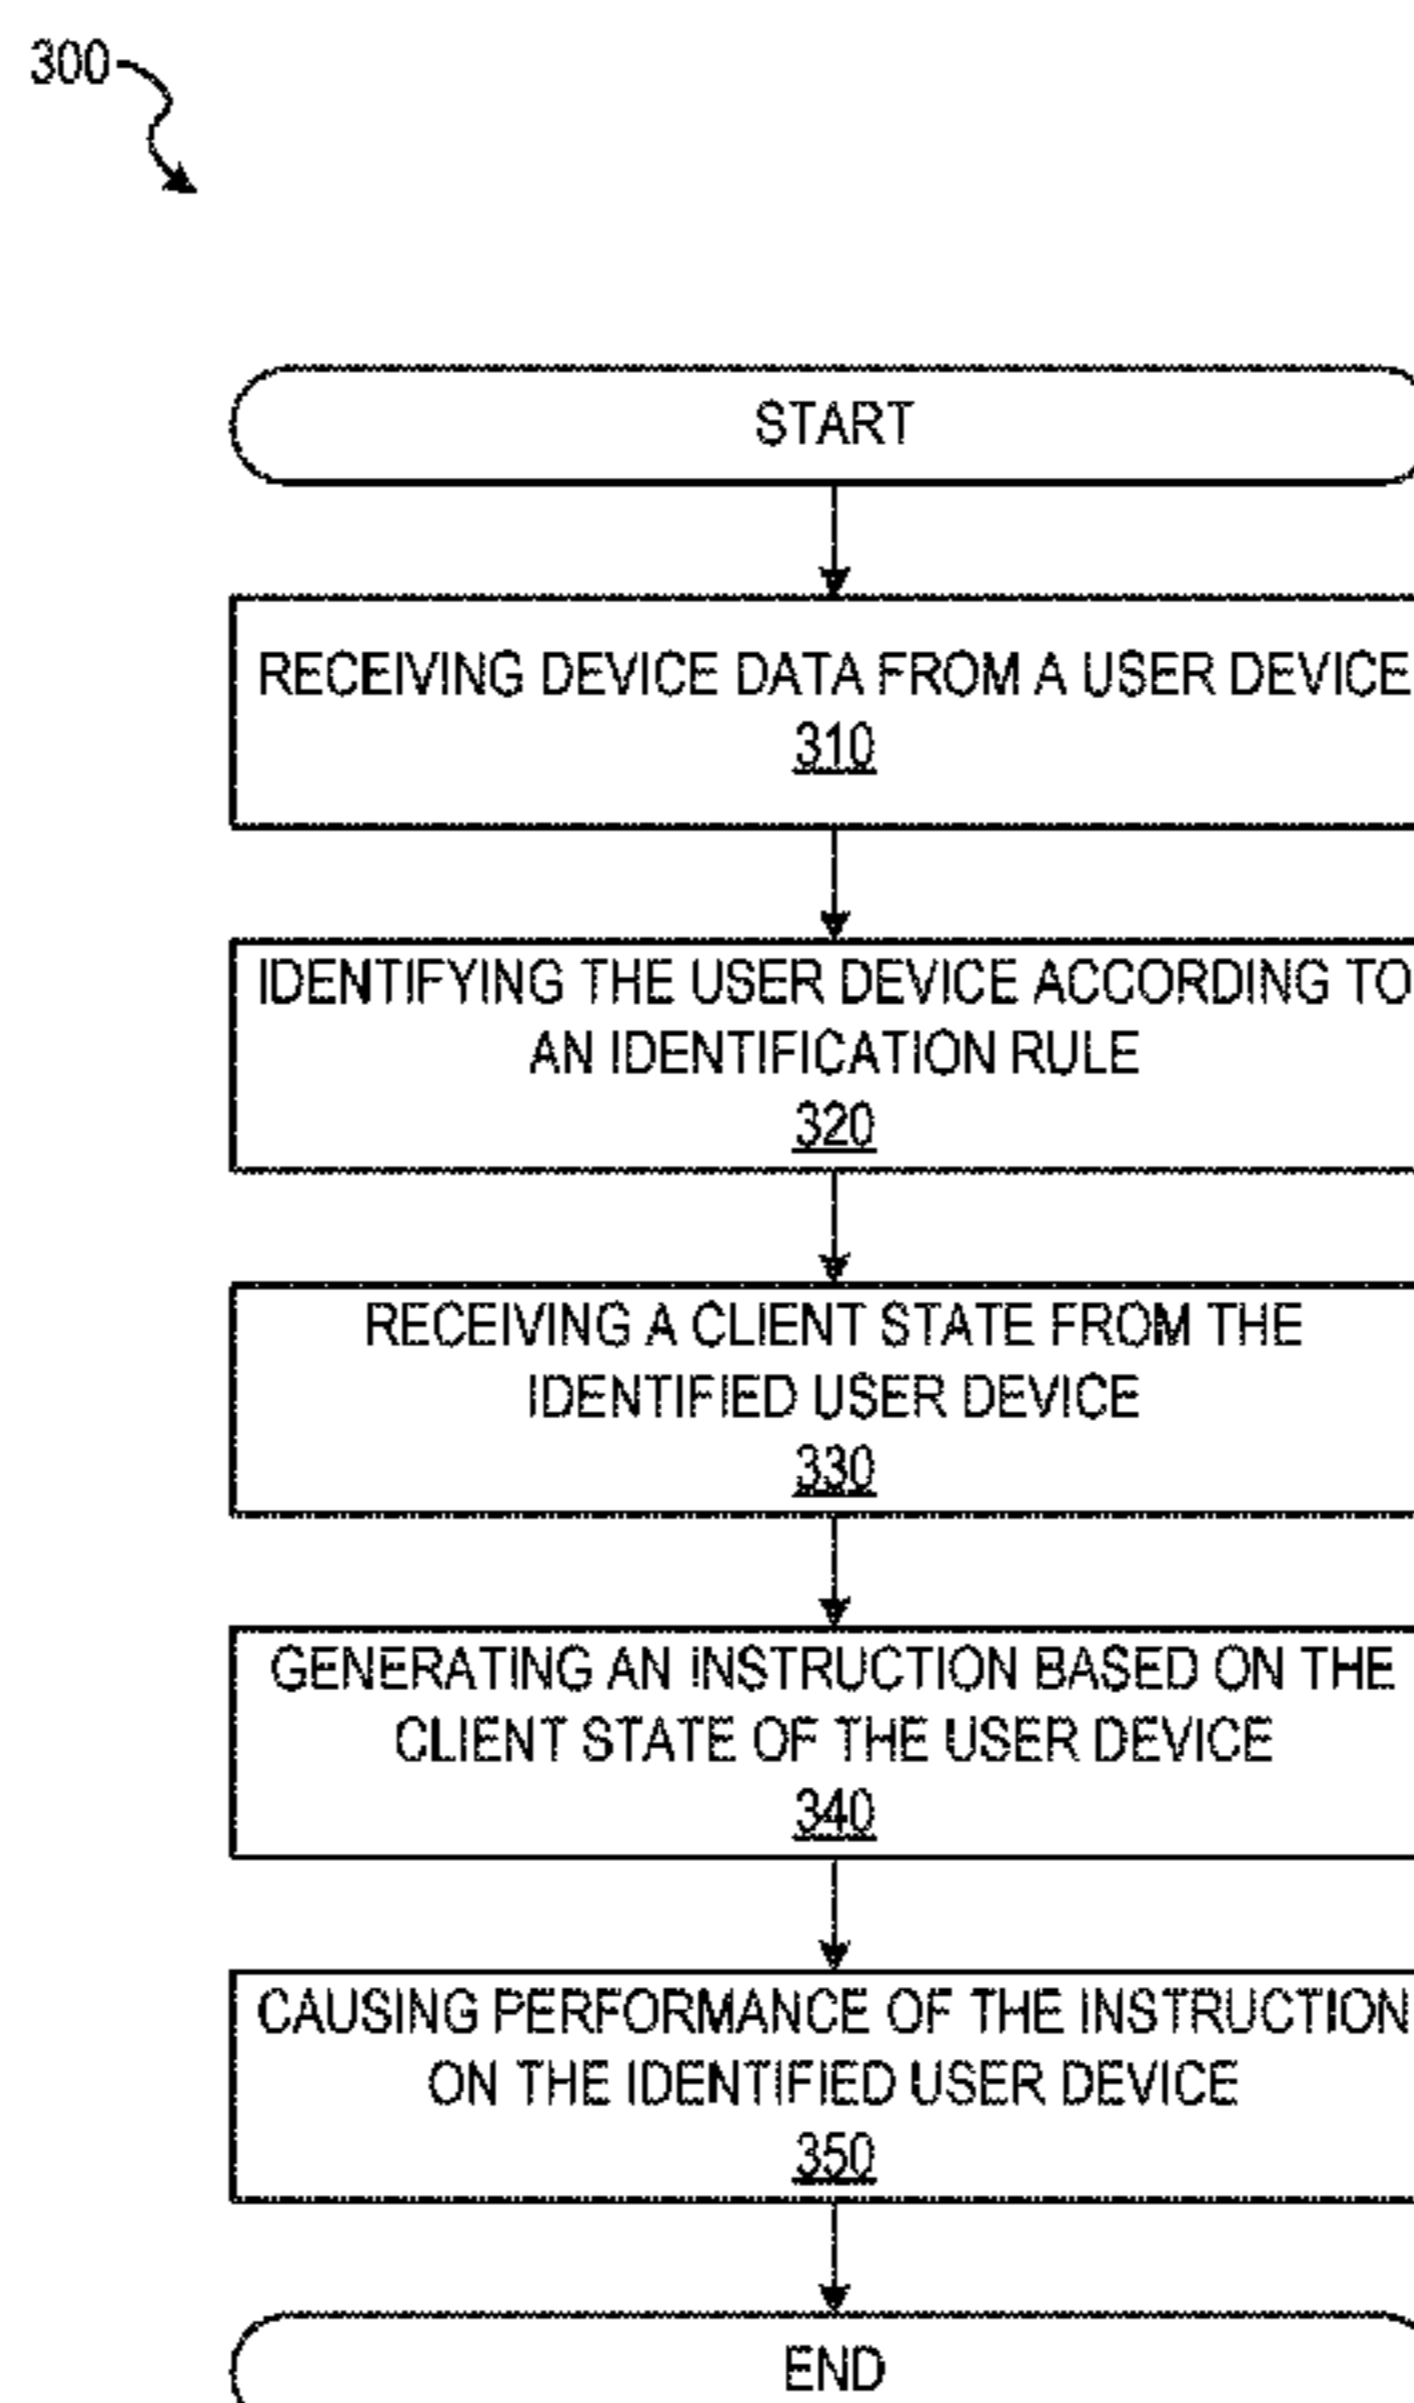 300
START
RECEIVING DEVICE DATA FROM A USER DEVICE
310
IDENTIFYING THE USER DEVICE ACCORDING TO
AN IDENTIFICATION RULE
320
RECEIVING A CLIENT STATE FROM THE
IDENTIFIED USER DEVICE
330
GENERATING AN INSTRUCTION BASED ON THE
CLIENT STATE OF THE USER DEVICE
340
CAUSING PERFORMANCE OF THE INSTRUCTION
ON THE IDENTIFIED USER DEVICE
350
END